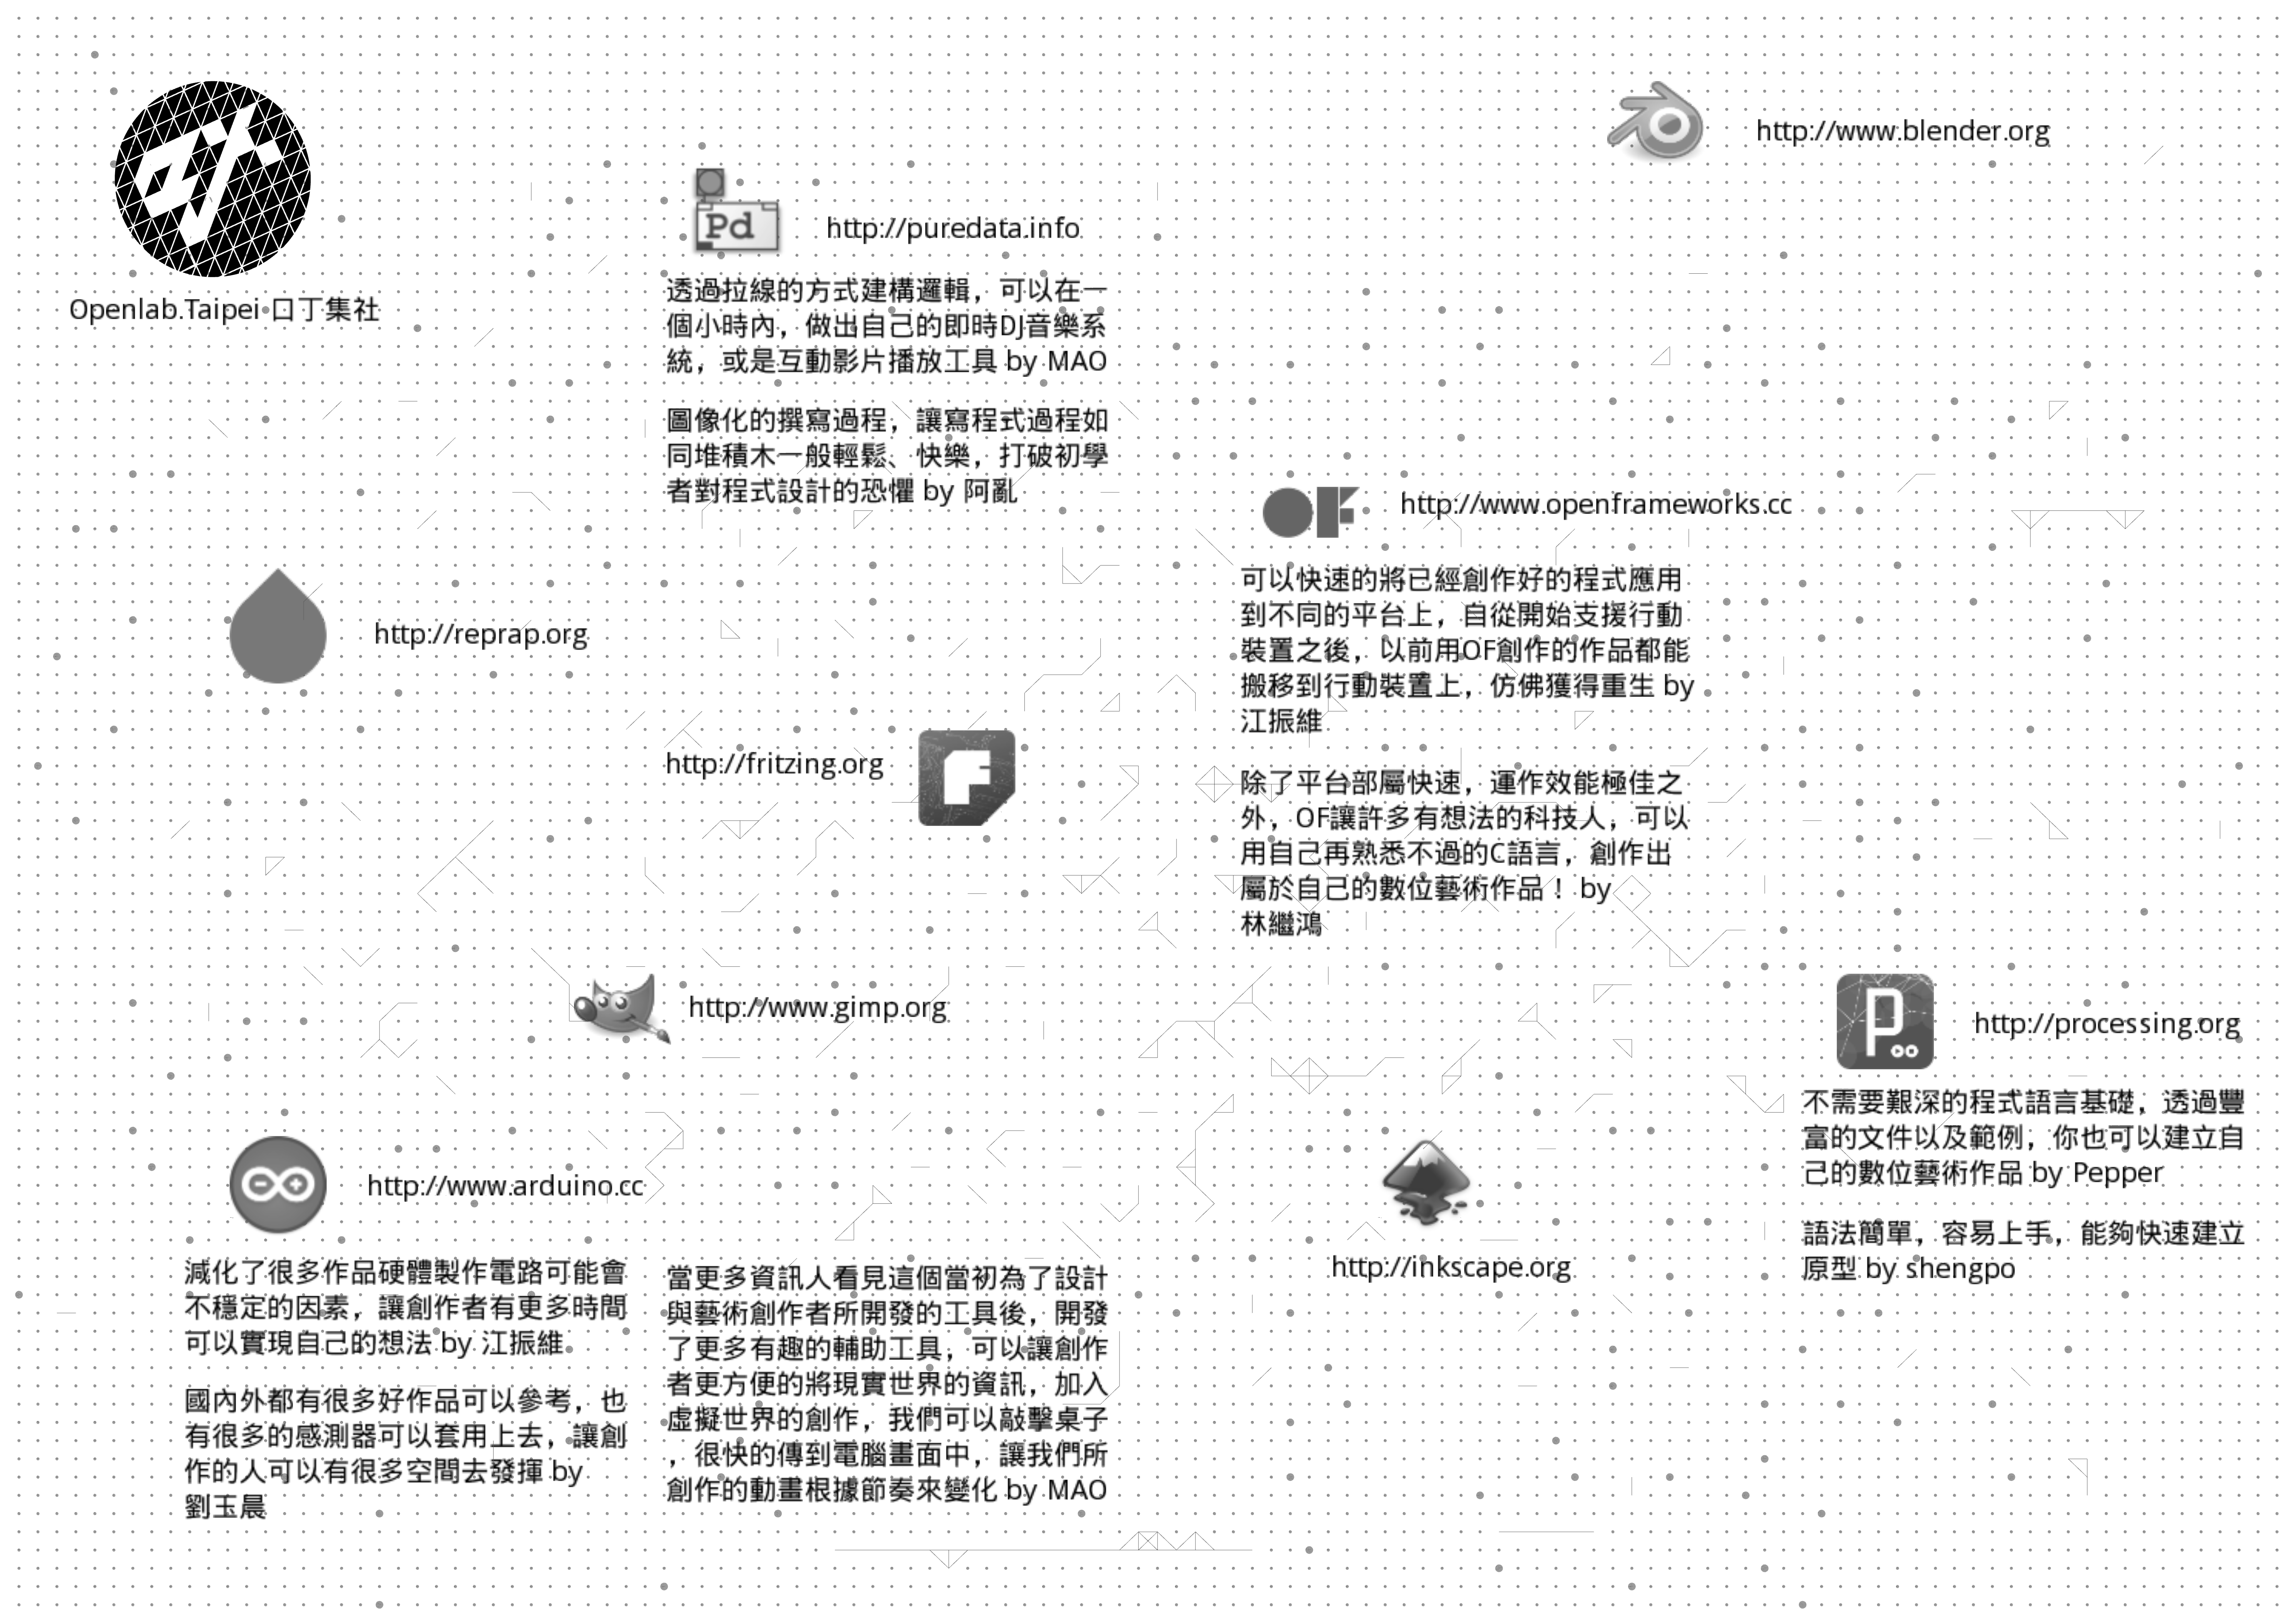 Openlab.Taipei 口丁集社
Pd
http://puredata.info
透過拉線的方式建構邏輯，可以在一
個小時內，做出自己的即時DJ音樂系
統，或是互動影片播放工具 by MAO
圖像化的撰寫過程，讓寫程式過程如
同堆積木一般輕鬆、快樂，打破初學
者對程式設計的恐懼 by 阿亂
http://www.blender.org
OF
http://www.openframeworks.cc
可以快速的將已經創作好的程式應用
到不同的平台上，自從開始支援行動
裝置之後，以前用OF創作的作品都能
搬移到行動裝置上，仿佛獲得重生 by
江振維
除了平台部屬快速，運作效能極佳之
外，OF讓許多有想法的科技人，可以
用自己再熟悉不過的C語言，創作出
屬於自己的數位藝術作品！ by
林繼鴻
http://reprap.org
http://fritzing.org
F
http://www.gimp.org
P
http://processing.org
不需要艱深的程式語言基礎，透過豐
富的文件以及範例，你也可以建立自
己的數位藝術作品 by Pepper
語法簡單，容易上手，能夠快速建立
原型 by shengpo
http://www.arduino.cc
減化了很多作品硬體製作電路可能會
不穩定的因素，讓創作者有更多時間
可以實現自己的想法 by 江振維
國內外都有很多好作品可以參考，也
有很多的感測器可以套用上去，讓創
作的人可以有很多空間去發揮 by
劉玉晨
當更多資訊人看見這個當初為了設計
與藝術創作者所開發的工具後，開發
了更多有趣的輔助工具，可以讓創作
者更方便的將現實世界的資訊，加入
虛擬世界的創作，我們可以敲擊桌子
，很快的傳到電腦畫面中，讓我們所
創作的動畫根據節奏來變化 by MAO
http://inkscape.org